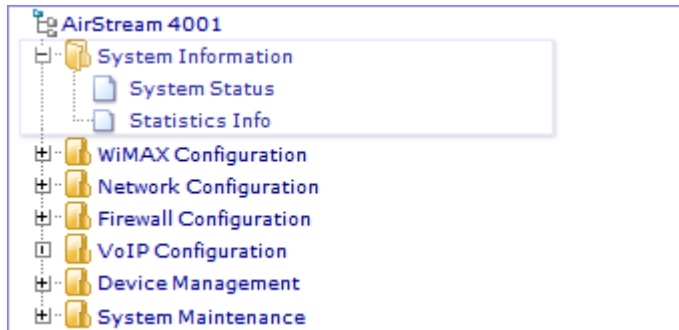 AirStream 4001
System Information
System Status
Statistics Info
WiMAX Configuration
Network Configuration
Firewall Configuration
VoIP Configuration
Device Management
System Maintenance